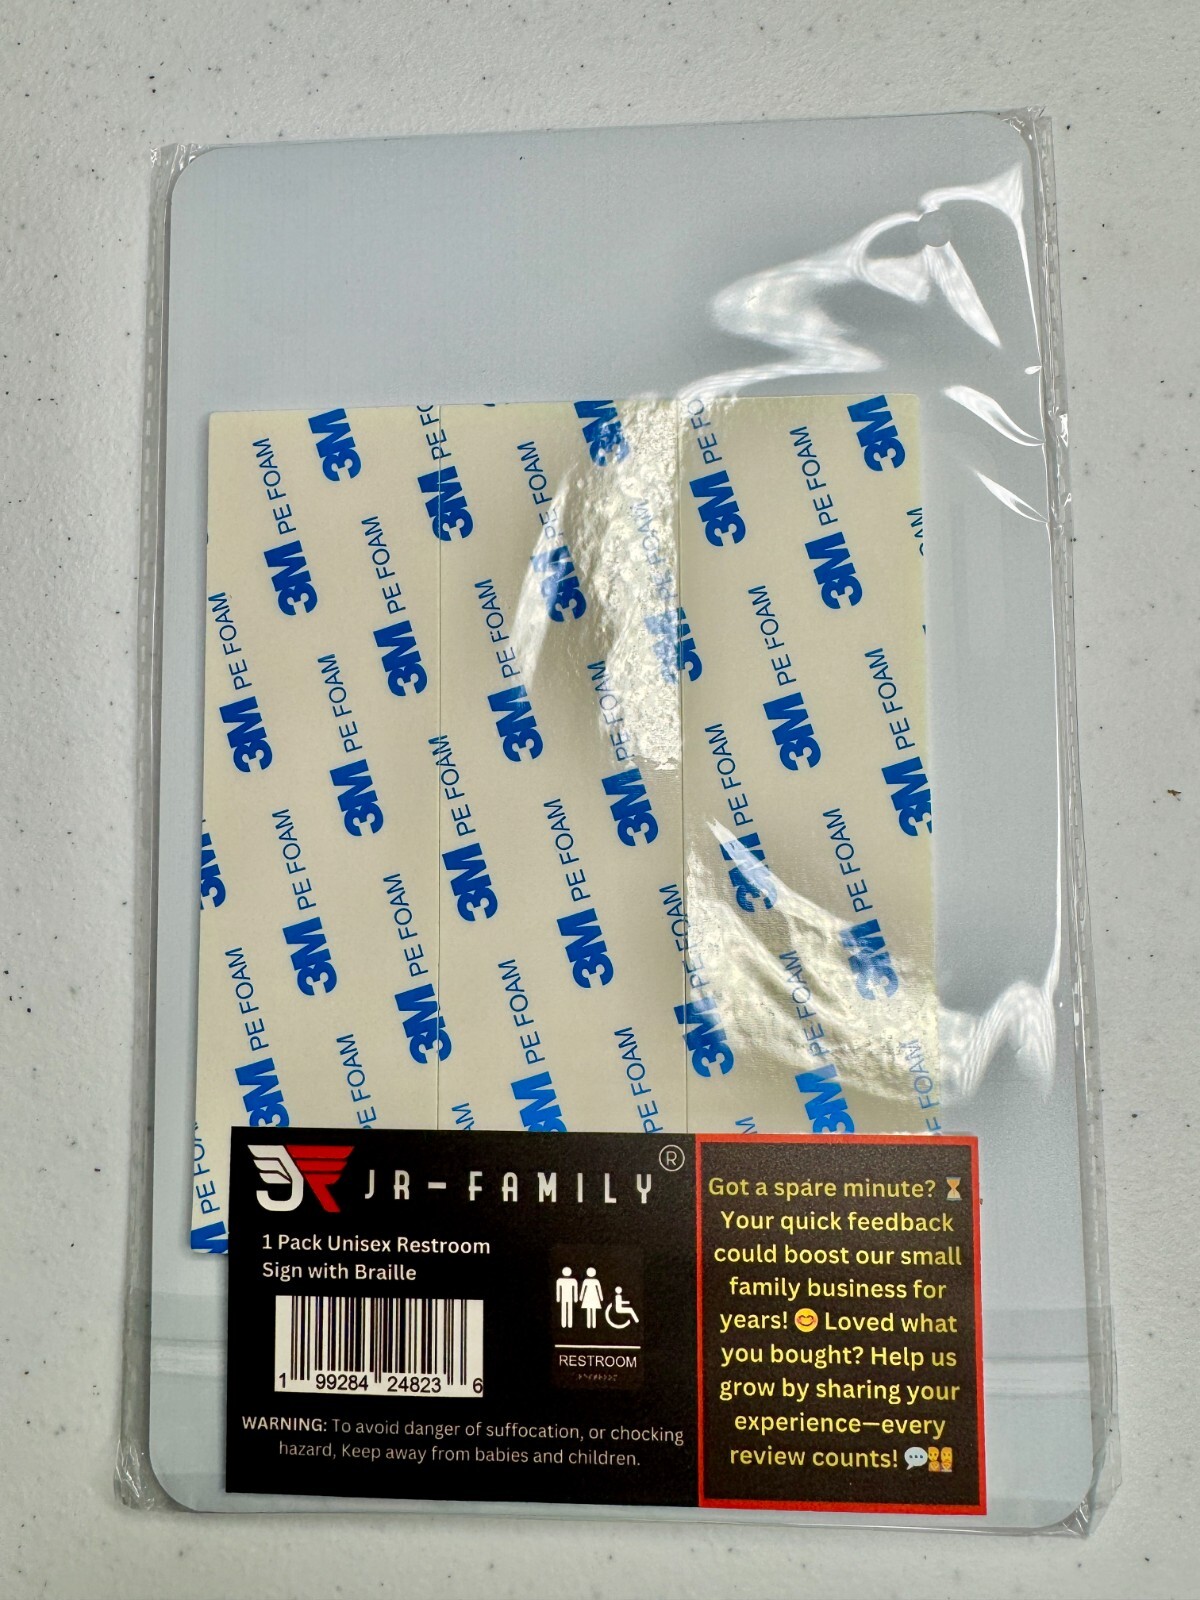 3M PE FOAM
JR-FAMILY®
1 Pack Unisex Restroom
Sign with Braille
RESTROOM
1 99284 24823 6
WARNING: To avoid danger of suffocation, or chocking
hazard, Keep away from babies and children.
Got a spare minute? ⏳
Your quick feedback
could boost our small
family business for
years! 😊 Loved what
you bought? Help us
grow by sharing your
experience—every
review counts! 💬👫